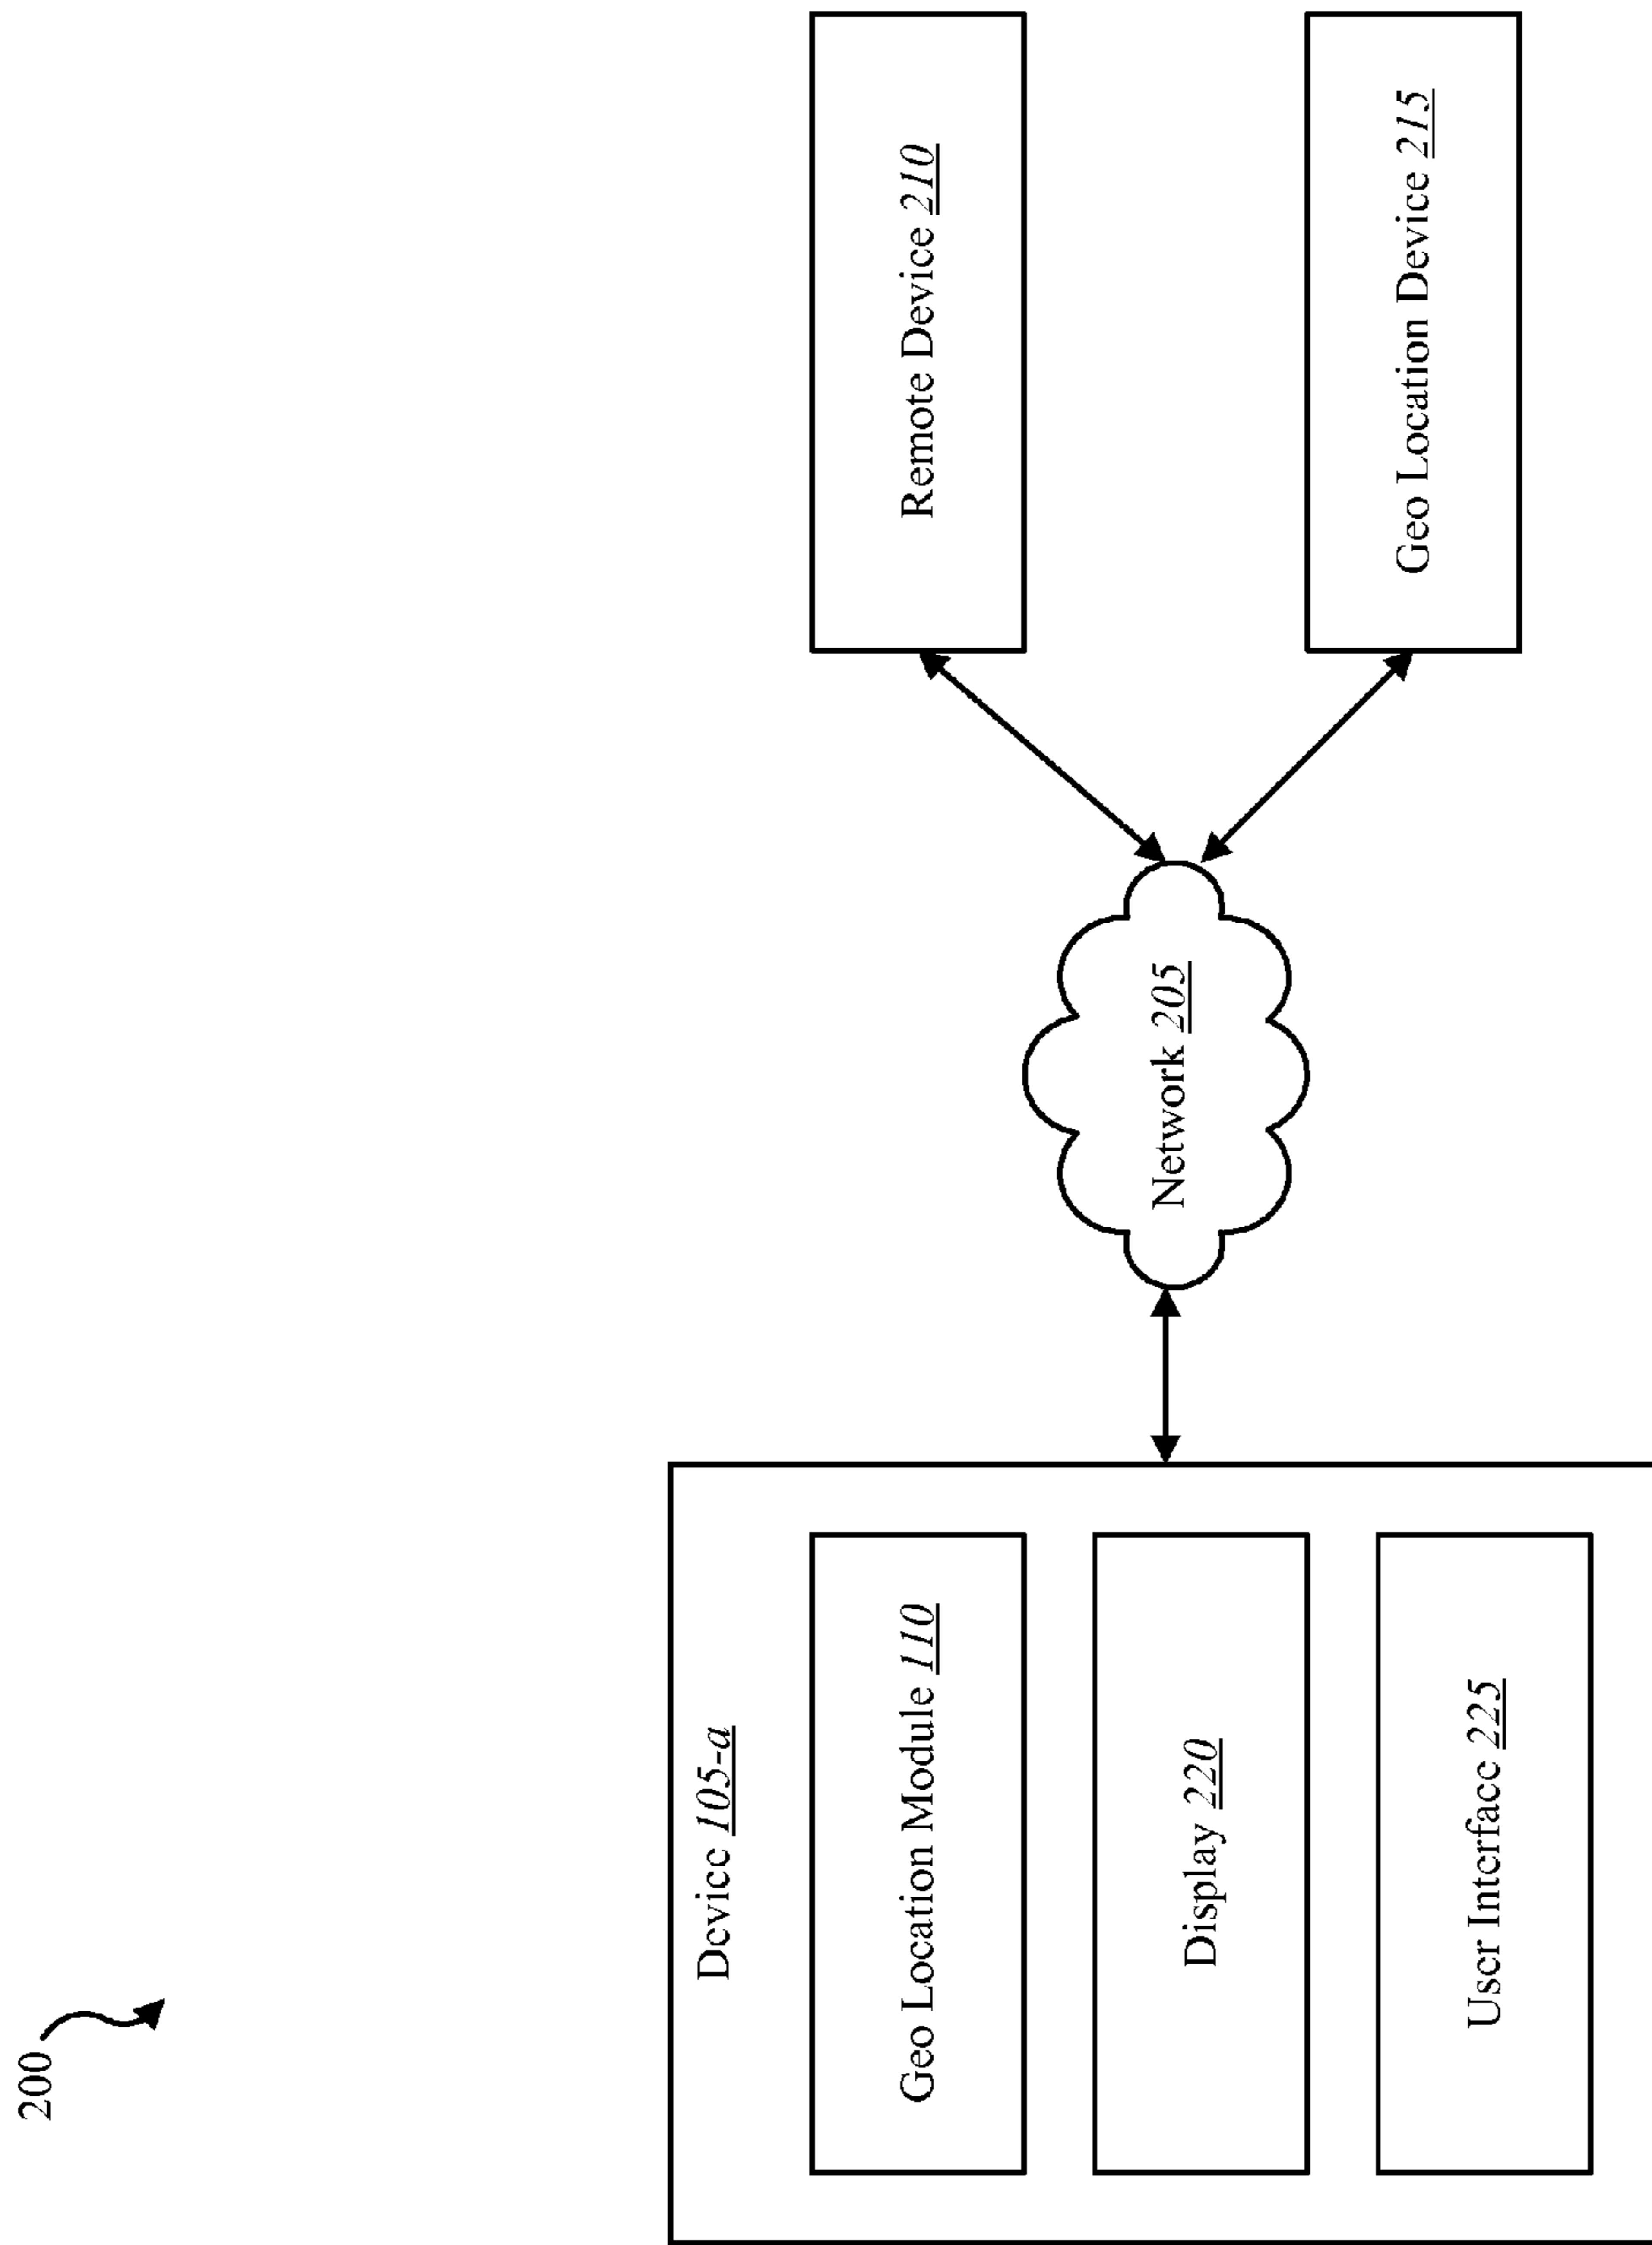 200
Device 105-a
Geo Location Module 110
Display 220
User Interface 225
Network 205
Remote Device 210
Geo Location Device 215